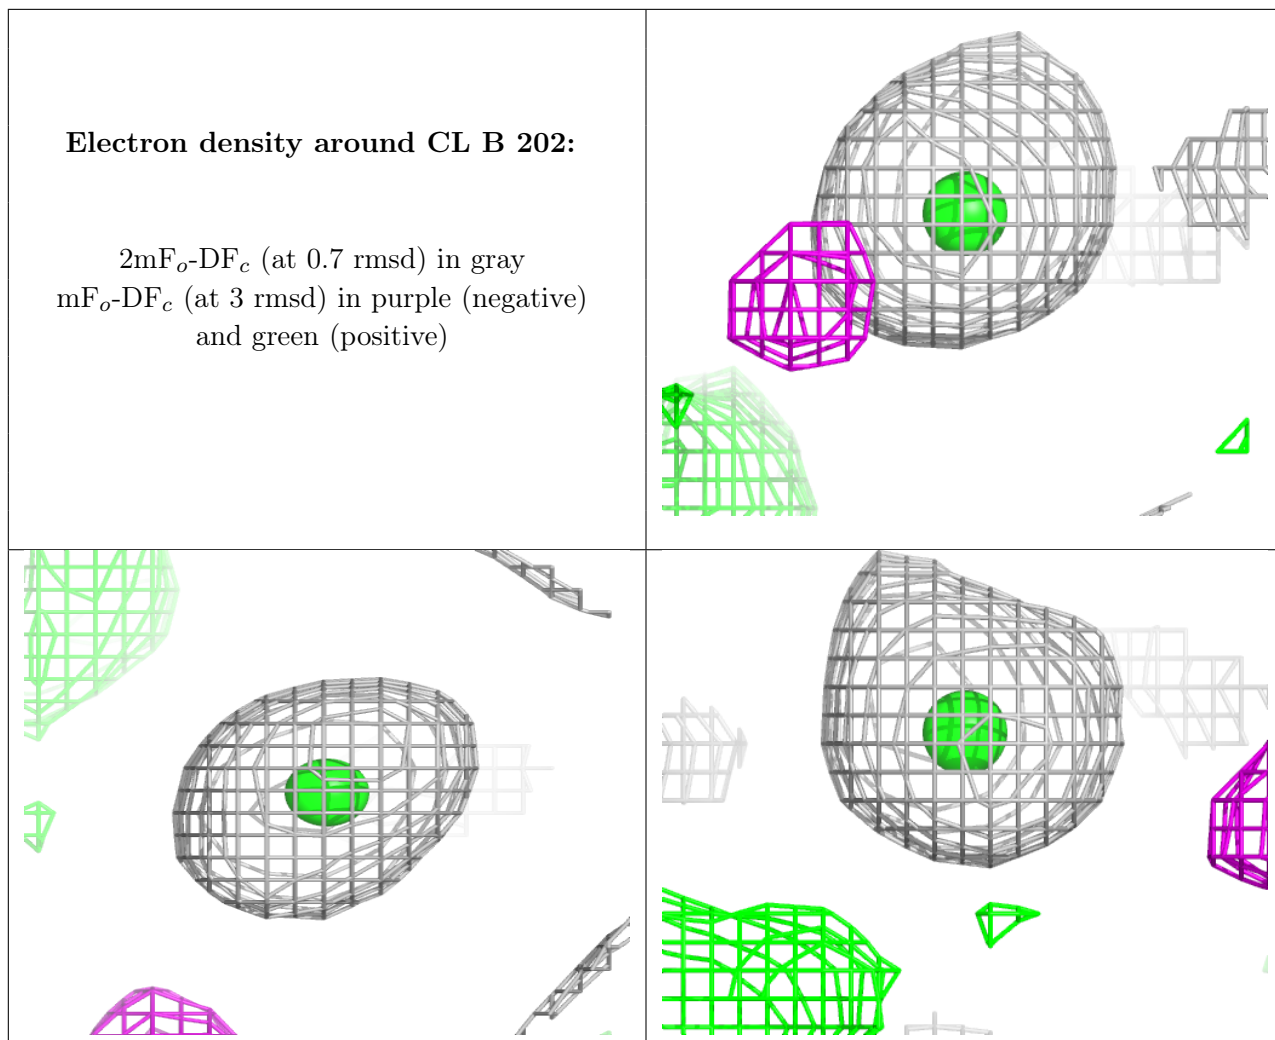 Electron density around CL B 202:
2mFo-DFc (at 0.7 rmsd) in gray
mFo-DFc (at 3 rmsd) in purple (negative)
and green (positive)